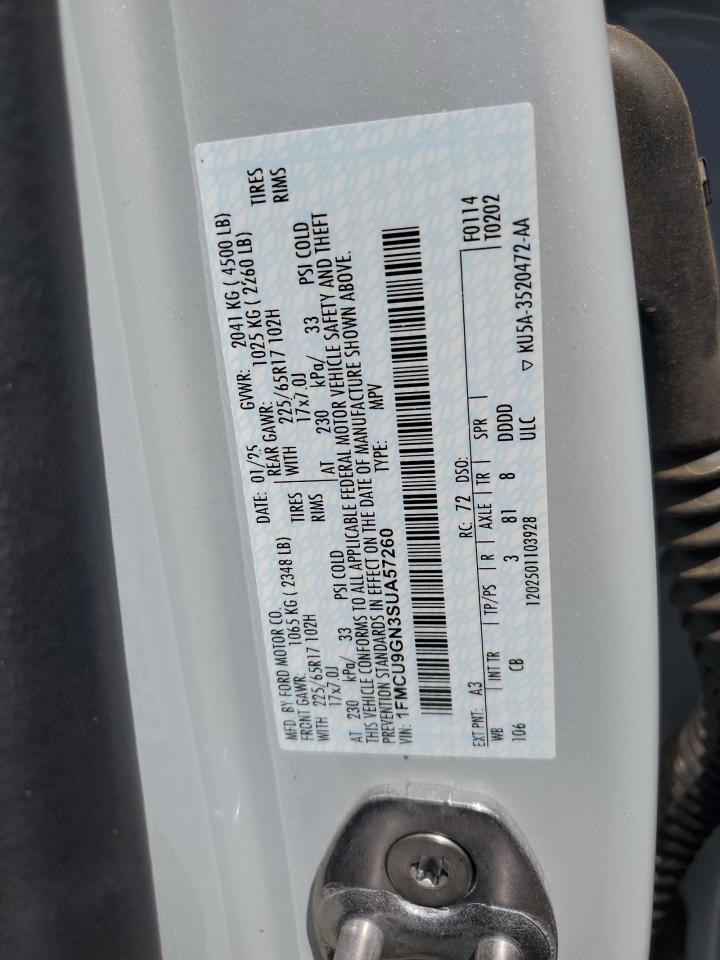 MFD. BY FORD MOTOR CO.
DATE: 01/25 GVWR: 2041 KG ( 4500 LB)
FRONT GAWR: 1065 KG ( 2348 LB) REAR GAWR: 1025 KG ( 2260 LB)
WITH 225/65R17 102H TIRES WITH 225/65R17 102H TIRES
17x7.0J RIMS 17x7.0J RIMS
AT 230 kPa/ 33 PSI COLD AT 230 kPa/ 33 PSI COLD
THIS VEHICLE CONFORMS TO ALL APPLICABLE FEDERAL MOTOR VEHICLE SAFETY AND THEFT
PREVENTION STANDARDS IN EFFECT ON THE DATE OF MANUFACTURE SHOWN ABOVE.
VIN: 1FMCU9GN3SUA57260 TYPE: MPV
EXT PNT: A3 RC: 72 DSO: F0114
WB INT TR TP/PS R AXLE TR SPR T0202
106 CB 3 81 8 DDDD
1202501103928 ULC
▽ KU5A-3520472-AA